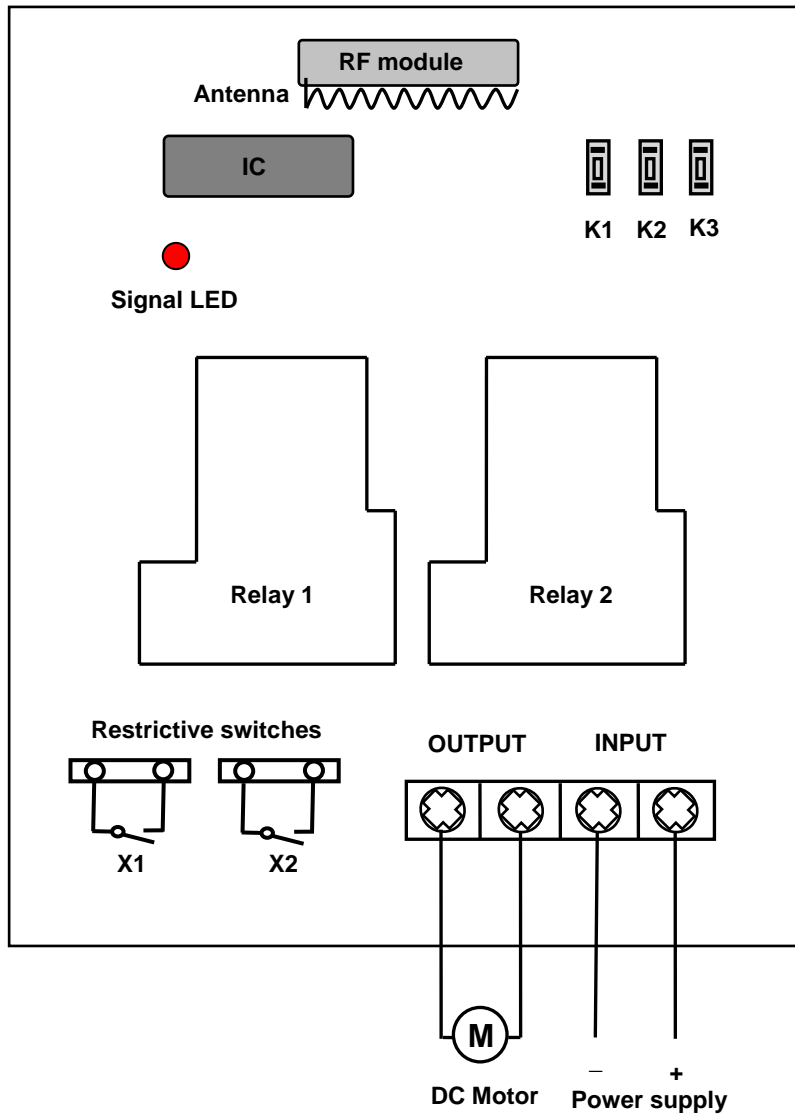 RF module
Antenna
IC
K1 K2 K3
Signal LED
Relay 1 Relay 2
Restrictive switches
OUTPUT INPUT
X1 X2
M
− +
DC Motor Power supply